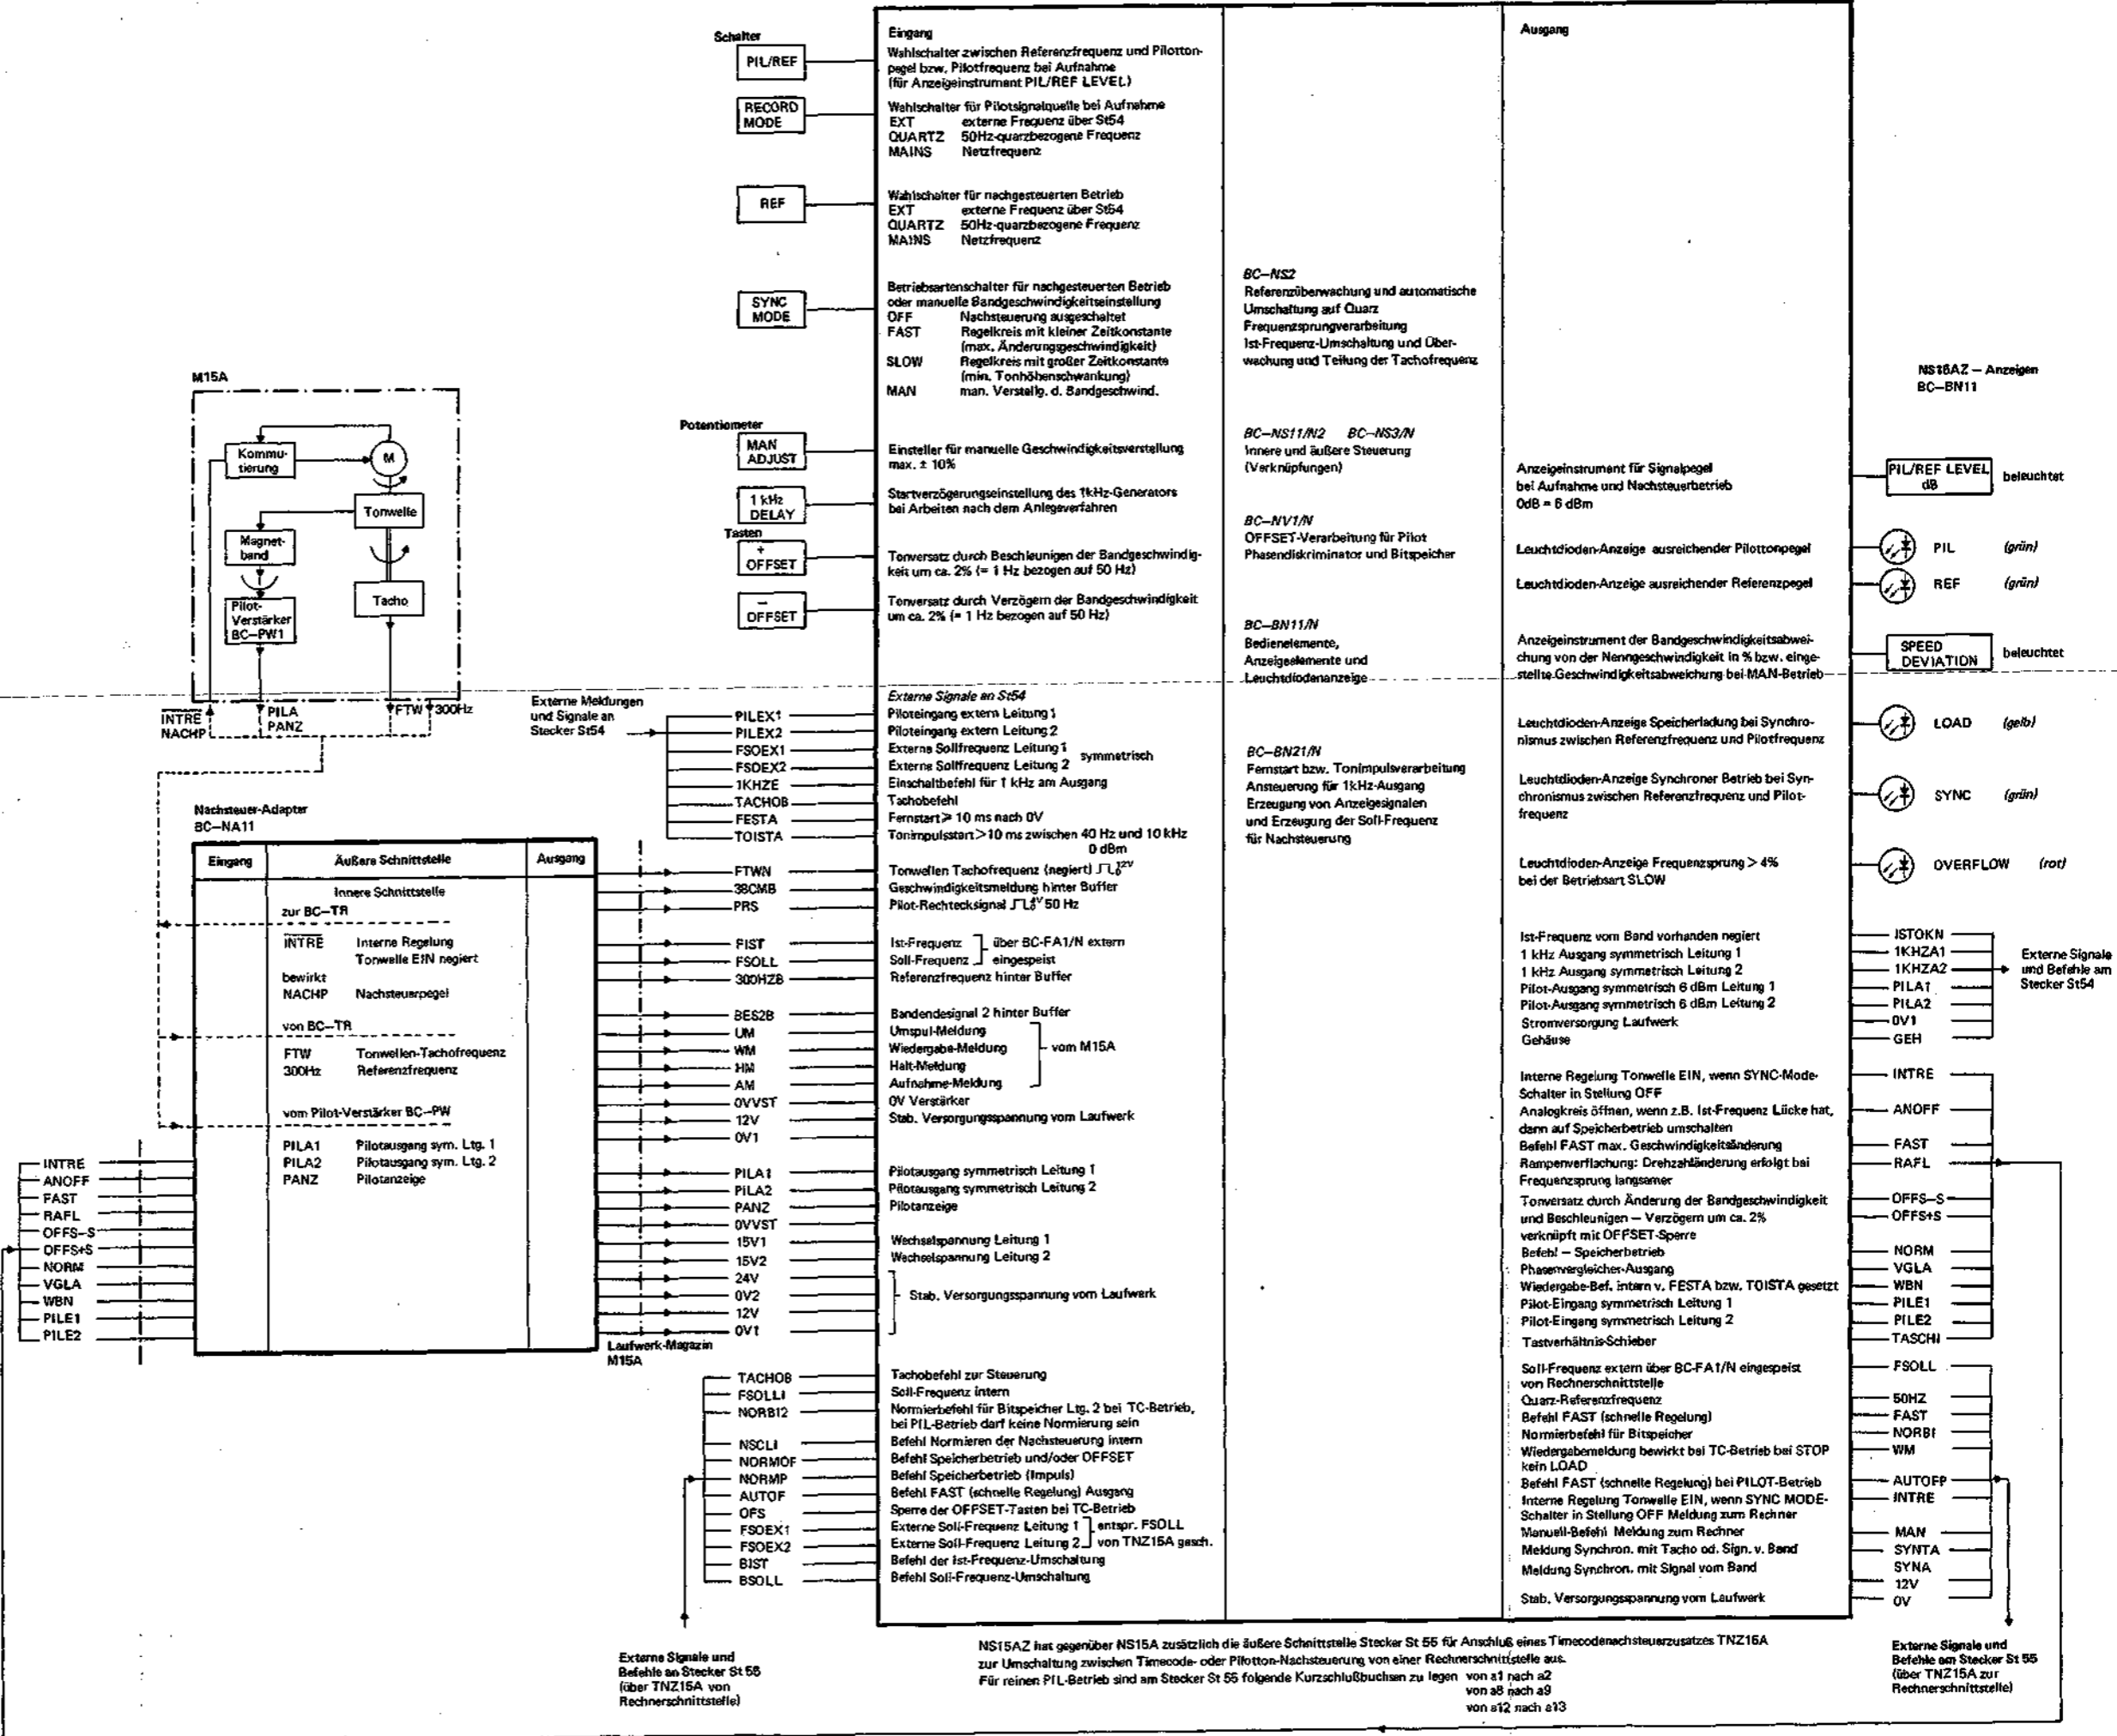 Schalter
PIL/REF
RECORD
MODE
REF
SYNC
MODE
Potentiometer
MAN
ADJUST
1 kHz
DELAY
Tasten
+
OFFSET
−
OFFSET
Eingang
Wahlschalter zwischen Referenzfrequenz und Pilotton-
pegel bzw. Pilotfrequenz bei Aufnahme
(für Anzeigeinstrument PIL/REF LEVEL)
Wahlschalter für Pilotsignalquelle bei Aufnahme
EXT externe Frequenz über St54
QUARTZ 50Hz-quarzbezogene Frequenz
MAINS Netzfrequenz
Wahlschalter für nachgesteuerten Betrieb
EXT externe Frequenz über St54
QUARTZ 50Hz-quarzbezogene Frequenz
MAINS Netzfrequenz
Betriebsartenschalter für nachgesteuerten Betrieb
oder manuelle Bandgeschwindigkeitseinstellung
OFF Nachsteuerung ausgeschaltet
FAST Regelkreis mit kleiner Zeitkonstante
(max. Änderungsgeschwindigkeit)
SLOW Regelkreis mit großer Zeitkonstante
(min. Tonhöhenschwankung)
MAN man. Verstellg. d. Bandgeschwind.
Einsteller für manuelle Geschwindigkeitsverstellung
max. ± 10%
Startverzögerungseinstellung des 1kHz-Generators
bei Arbeiten nach dem Anlegeverfahren
Tonversatz durch Beschleunigen der Bandgeschwindig-
keit um ca. 2% (= 1 Hz bezogen auf 50 Hz)
Tonversatz durch Verzögern der Bandgeschwindigkeit
um ca. 2% (= 1 Hz bezogen auf 50 Hz)
BC–NS2
Referenzüberwachung und automatische
Umschaltung auf Quarz
Frequenzsprungverarbeitung
Ist-Frequenz-Umschaltung und Über-
wachung und Teilung der Tachofrequenz
BC–NS11/N2 BC–NS3/N
Innere und äußere Steuerung
(Verknüpfungen)
BC–NV1/N
OFFSET-Verarbeitung für Pilot
Phasendiskriminator und Bitspeicher
BC–BN11/N
Bedienelemente,
Anzeigeelemente und
Leuchtdiodenanzeige
BC–BN21/N
Fernstart bzw. Tonimpulsverarbeitung
Ansteuerung für 1kHz-Ausgang
Erzeugung von Anzeigesignalen
und Erzeugung der Soll-Frequenz
für Nachsteuerung
Ausgang
Anzeigeinstrument für Signalpegel
bei Aufnahme und Nachsteuerbetrieb
0dB = 6 dBm
Leuchtdioden-Anzeige ausreichender Pilottonpegel
Leuchtdioden-Anzeige ausreichender Referenzpegel
Anzeigeinstrument der Bandgeschwindigkeitsabwei-
chung von der Nenngeschwindigkeit in % bzw. einge-
stellte Geschwindigkeitsabweichung bei MAN-Betrieb
Leuchtdioden-Anzeige Speicherladung bei Synchro-
nismus zwischen Referenzfrequenz und Pilotfrequenz
Leuchtdioden-Anzeige Synchroner Betrieb bei Syn-
chronismus zwischen Referenzfrequenz und Pilot-
frequenz
Leuchtdioden-Anzeige Frequenzsprung > 4%
bei der Betriebsart SLOW
NS15AZ – Anzeigen
BC–BN11
PIL/REF LEVEL
dB
beleuchtet
PIL (grün)
REF (grün)
SPEED
DEVIATION
beleuchtet
LOAD (gelb)
SYNC (grün)
OVERFLOW (rot)
M15A
Kommu-
tierung
M
Tonwelle
Magnet-
band
Tacho
Pilot-
Verstärker
BC–PW1
INTRE
NACHP
PILA
PANZ
FTW
300Hz
Externe Meldungen
und Signale an
Stecker St54
Externe Signale an St54
PILEX1 Piloteingang extern Leitung 1
PILEX2 Piloteingang extern Leitung 2
FSOEX1 Externe Sollfrequenz Leitung 1
FSOEX2 Externe Sollfrequenz Leitung 2
symmetrisch
1KHZE Einschaltbefehl für 1 kHz am Ausgang
TACHOB Tachobefehl
FESTA Fernstart ≥ 10 ms nach 0V
TOISTA Tonimpulsstart > 10 ms zwischen 40 Hz und 10 kHz
0 dBm
FTWN Tonwellen Tachofrequenz (negiert) 12V 0
38CMB Geschwindigkeitsmeldung hinter Buffer
PRS Pilot-Rechtecksignal 50 Hz
FIST Ist-Frequenz
FSOLL Soll-Frequenz
über BC-FA1/N extern
eingespeist
300HZB Referenzfrequenz hinter Buffer
BES2B Bandendesignal 2 hinter Buffer
UM Umspul-Meldung
WM Wiedergabe-Meldung
HM Halt-Meldung
AM Aufnahme-Meldung
vom M15A
0VVST 0V Verstärker
12V Stab. Versorgungsspannung vom Laufwerk
0V1
PILA1 Pilotausgang symmetrisch Leitung 1
PILA2 Pilotausgang symmetrisch Leitung 2
PANZ Pilotanzeige
0VVST
15V1 Wechselspannung Leitung 1
15V2 Wechselspannung Leitung 2
24V
0V2
12V
0V1
Stab. Versorgungsspannung vom Laufwerk
Laufwerk-Magazin
M15A
Nachsteuer-Adapter
BC–NA11
Eingang
Äußere Schnittstelle
Ausgang
Innere Schnittstelle
zur BC–TR
INTRE Interne Regelung
Tonwelle EIN negiert
bewirkt
NACHP Nachsteuerpegel
von BC–TR
FTW Tonwellen-Tachofrequenz
300Hz Referenzfrequenz
vom Pilot-Verstärker BC–PW
PILA1 Pilotausgang sym. Ltg. 1
PILA2 Pilotausgang sym. Ltg. 2
PANZ Pilotanzeige
INTRE
ANOFF
FAST
RAFL
OFFS–S
OFFS+S
NORM
VGLA
WBN
PILE1
PILE2
TACHOB Tachobefehl zur Steuerung
FSOLLI Soll-Frequenz intern
NORBI2 Normierbefehl für Bitspeicher Ltg. 2 bei TC-Betrieb,
bei PIL-Betrieb darf keine Normierung sein
NSCLI Befehl Normieren der Nachsteuerung intern
NORMOF Befehl Speicherbetrieb und/oder OFFSET
NORMP Befehl Speicherbetrieb (Impuls)
AUTOF Befehl FAST (schnelle Regelung) Ausgang
OFS Sperre der OFFSET-Tasten bei TC-Betrieb
FSOEX1 Externe Soll-Frequenz Leitung 1
FSOEX2 Externe Soll-Frequenz Leitung 2
entspr. FSOLL
von TNZ15A gesch.
BIST Befehl der Ist-Frequenz-Umschaltung
BSOLL Befehl Soll-Frequenz-Umschaltung
Externe Signale und
Befehle an Stecker St 55
(über TNZ15A von
Rechnerschnittstelle)
Ist-Frequenz vom Band vorhanden negiert ISTOKN
1 kHz Ausgang symmetrisch Leitung 1 1KHZA1
1 kHz Ausgang symmetrisch Leitung 2 1KHZA2
Pilot-Ausgang symmetrisch 6 dBm Leitung 1 PILA1
Pilot-Ausgang symmetrisch 6 dBm Leitung 2 PILA2
Stromversorgung Laufwerk 0V1
Gehäuse GEH
Externe Signale
und Befehle am
Stecker St54
Interne Regelung Tonwelle EIN, wenn SYNC-Mode- INTRE
Schalter in Stellung OFF
Analogkreis öffnen, wenn z.B. Ist-Frequenz Lücke hat, ANOFF
dann auf Speicherbetrieb umschalten
Befehl FAST max. Geschwindigkeitsänderung FAST
Rampenverflachung: Drehzahländerung erfolgt bei RAFL
Frequenzsprung langsamer
Tonversatz durch Änderung der Bandgeschwindigkeit OFFS–S
und Beschleunigen – Verzögern um ca. 2% OFFS+S
verknüpft mit OFFSET-Sperre
Befehl – Speicherbetrieb NORM
Phasenvergleicher-Ausgang VGLA
Wiedergabe-Bef. intern v. FESTA bzw. TOISTA gesetzt WBN
Pilot-Eingang symmetrisch Leitung 1 PILE1
Pilot-Eingang symmetrisch Leitung 2 PILE2
Tastverhältnis-Schieber TASCHI
Soll-Frequenz extern über BC-FA1/N eingespeist FSOLL
von Rechnerschnittstelle
Quarz-Referenzfrequenz 50HZ
Befehl FAST (schnelle Regelung) FAST
Normierbefehl für Bitspeicher NORBI
Wiedergabemeldung bewirkt bei TC-Betrieb bei STOP WM
kein LOAD
Befehl FAST (schnelle Regelung) bei PILOT-Betrieb AUTOFP
Interne Regelung Tonwelle EIN, wenn SYNC MODE- INTRE
Schalter in Stellung OFF Meldung zum Rechner
Manuell-Befehl Meldung zum Rechner MAN
Meldung Synchron. mit Tacho od. Sign. v. Band SYNTA
Meldung Synchron. mit Signal vom Band SYNA
12V
Stab. Versorgungsspannung vom Laufwerk 0V
Externe Signale und
Befehle am Stecker St 55
(über TNZ15A zur
Rechnerschnittstelle)
NS15AZ hat gegenüber NS15A zusätzlich die äußere Schnittstelle Stecker St 55 für Anschluß eines Timecodenachsteuerzusatzes TNZ15A
zur Umschaltung zwischen Timecode- oder Pilotton-Nachsteuerung von einer Rechnerschnittstelle aus.
Für reinen PIL-Betrieb sind am Stecker St 55 folgende Kurzschlußbuchsen zu legen von a1 nach a2
von a8 nach a9
von a12 nach a13